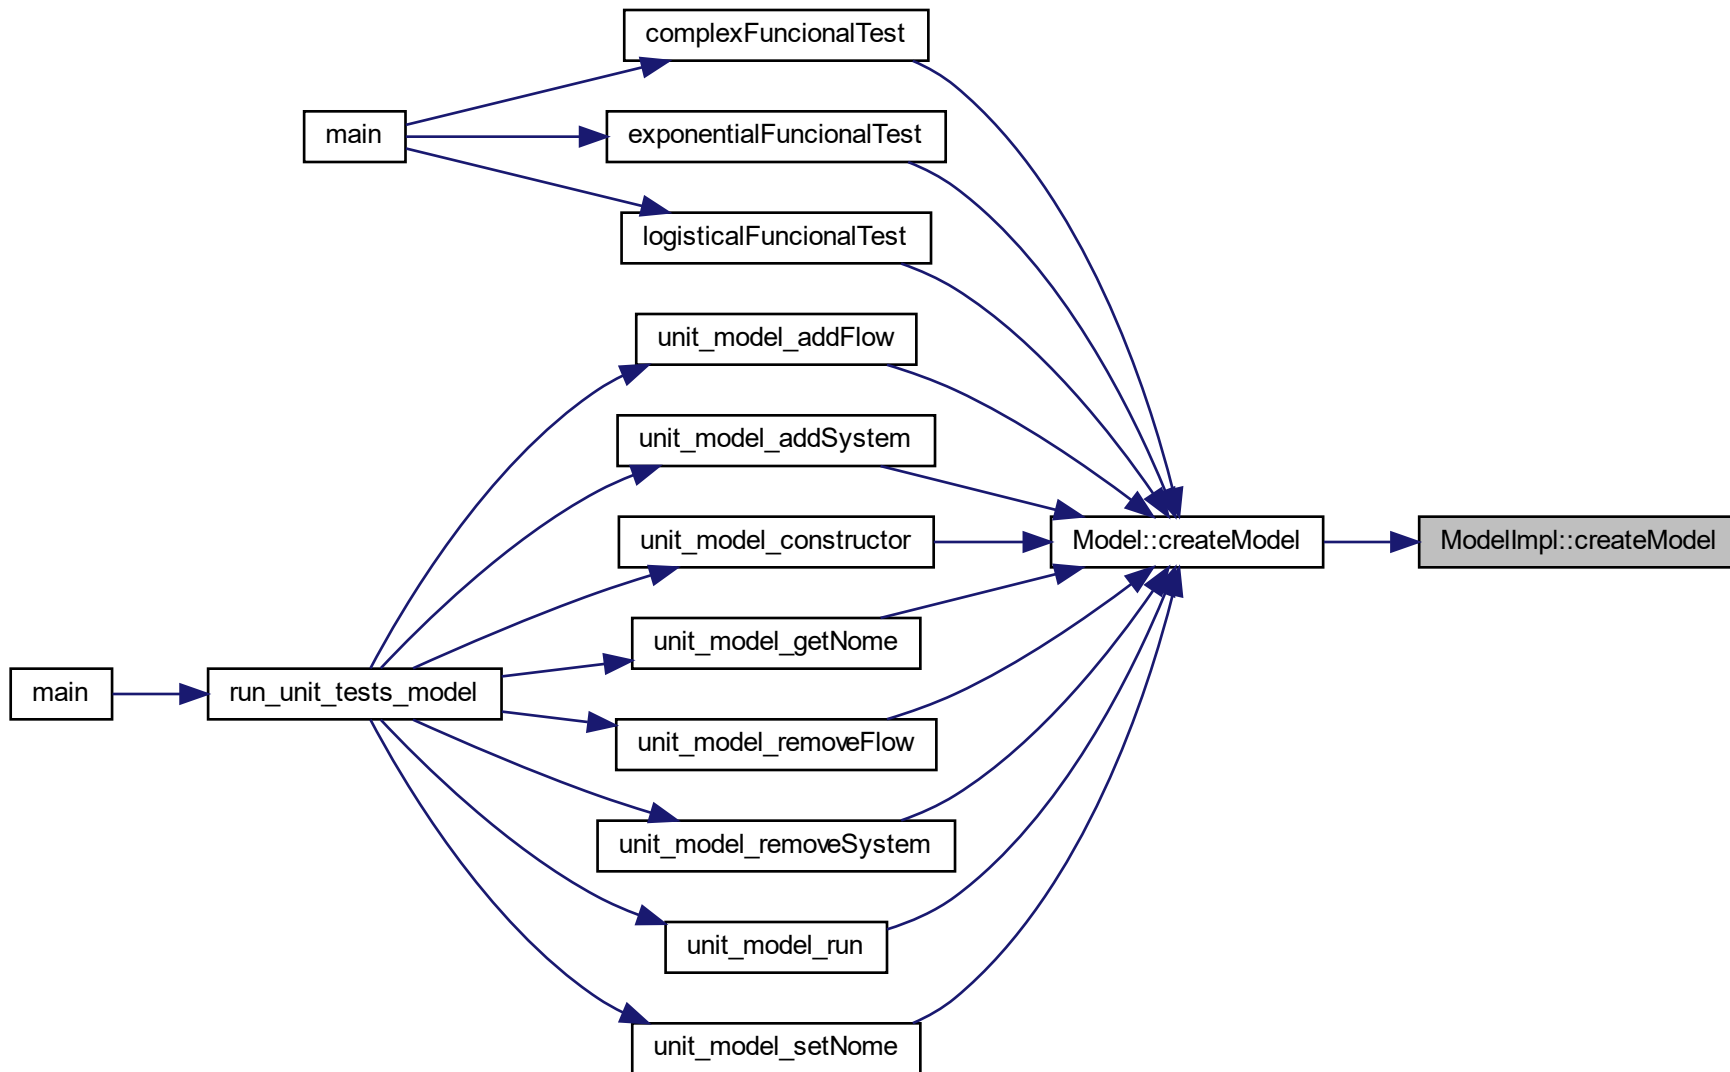 complexFuncionalTest
main
exponentialFuncionalTest
logisticalFuncionalTest
unit_model_addFlow
unit_model_addSystem
unit_model_constructor
Model::createModel
ModelImpl::createModel
unit_model_getNome
main
run_unit_tests_model
unit_model_removeFlow
unit_model_removeSystem
unit_model_run
unit_model_setNome